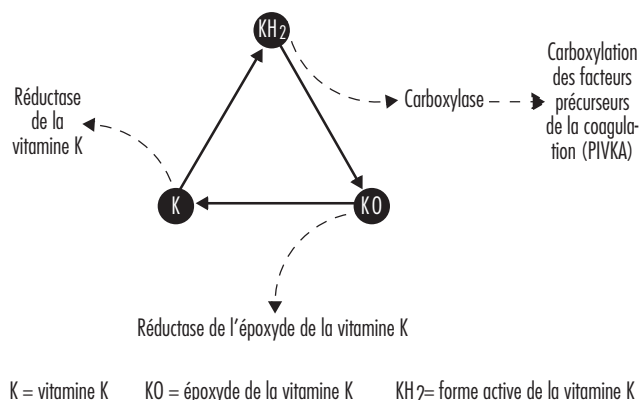 KH2
Carboxylation
des facteurs
précurseurs
de la coagula-
tion (PIVKA)
Carboxylase
Réductase
de la
vitamine K
K
KO
Réductase de l'époxyde de la vitamine K
K = vitamine K KO = époxyde de la vitamine K KH2= forme active de la vitamine K